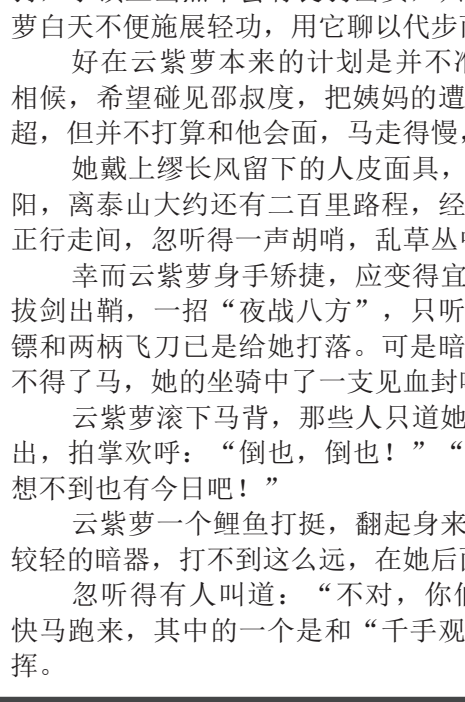 萝白天不便施展轻功，用它聊以代步而
好在云紫萝本来的计划是并不准
相候，希望碰见邵叔度，把姨妈的遭
超，但并不打算和他会面，马走得慢，
她戴上缪长风留下的人皮面具，
阳，离泰山大约还有二百里路程，经
正行走间，忽听得一声胡哨，乱草丛中
幸而云紫萝身手矫捷，应变得宜
拔剑出鞘，一招“夜战八方”，只听
镖和两柄飞刀已是给她打落。可是暗
不得了马，她的坐骑中了一支见血封喉
云紫萝滚下马背，那些人只道她
出，拍掌欢呼：“倒也，倒也！”“
想不到也有今日吧！”
云紫萝一个鲤鱼打挺，翻起身来
较轻的暗器，打不到这么远，在她后面
忽听得有人叫道：“不对，你们
快马跑来，其中的一个是和“千手观
挥。